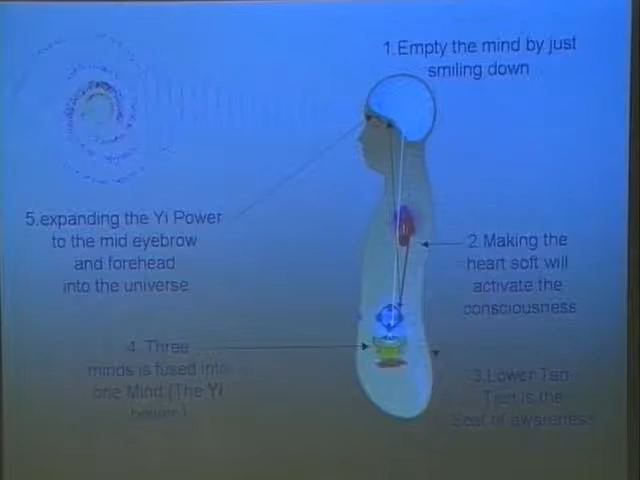 1.Empty the mind by just
smiling down
5.expanding the Yi Power
to the mid eyebrow
and forehead
into the universe
2.Making the
heart soft will
activate the
consciousness
4. Three
minds is fused into
one Mind.(The Yi
power)
3.Lower Tan
Tien is the
Seat of awareness